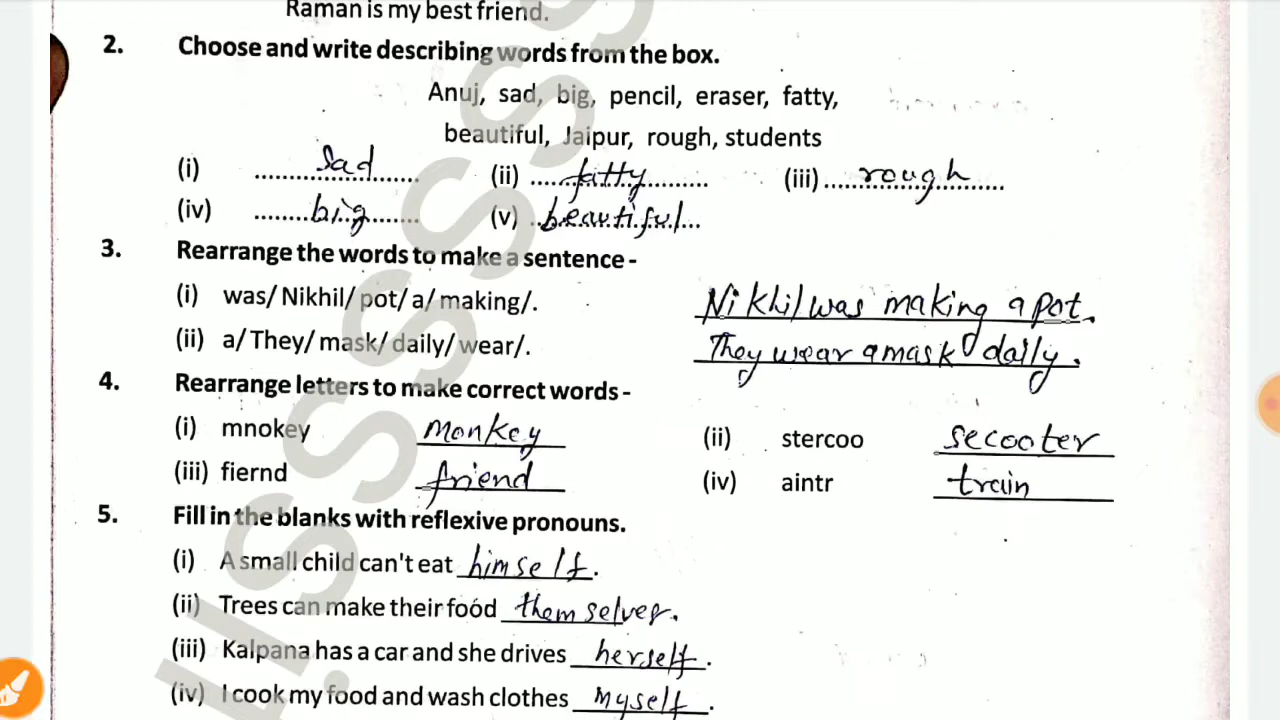 Raman is my best friend.
2. Choose and write describing words from the box.
Anuj, sad, big, pencil, eraser, fatty,
beautiful, Jaipur, rough, students
(i) sad (ii) fatty (iii) rough
(iv) big (v) beautiful
3. Rearrange the words to make a sentence -
(i) was/ Nikhil/ pot/ a/ making/. Nikhil was making a pot.
(ii) a/ They/ mask/ daily/ wear/. They wear a mask daily.
4. Rearrange letters to make correct words -
(i) mnokey monkey (ii) stercoo secooter
(iii) fiernd friend (iv) aintr train
5. Fill in the blanks with reflexive pronouns.
(i) A small child can't eat himself.
(ii) Trees can make their food themselves.
(iii) Kalpana has a car and she drives herself.
(iv) I cook my food and wash clothes myself.